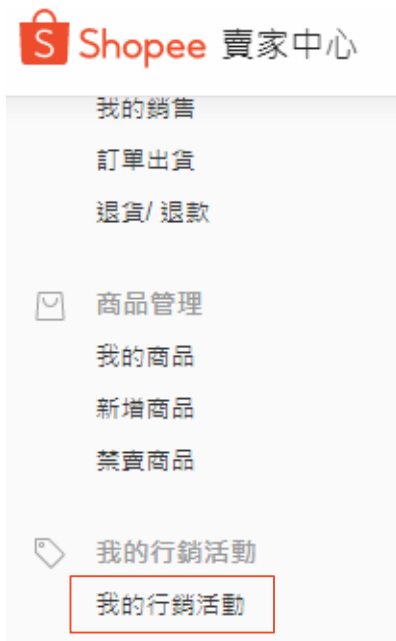 Shopee 賣家中心
我的銷售
訂單出貨
退貨/ 退款
商品管理
我的商品
新增商品
禁賣商品
我的行銷活動
我的行銷活動